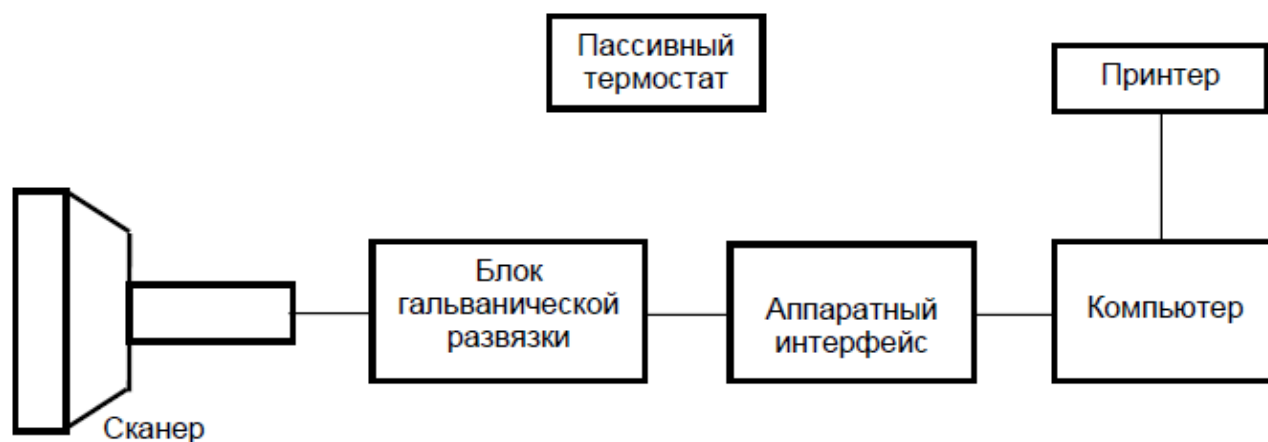 Пассивный
термостат
Принтер
Блок
гальванической
развязки
Аппаратный
интерфейс
Компьютер
Сканер